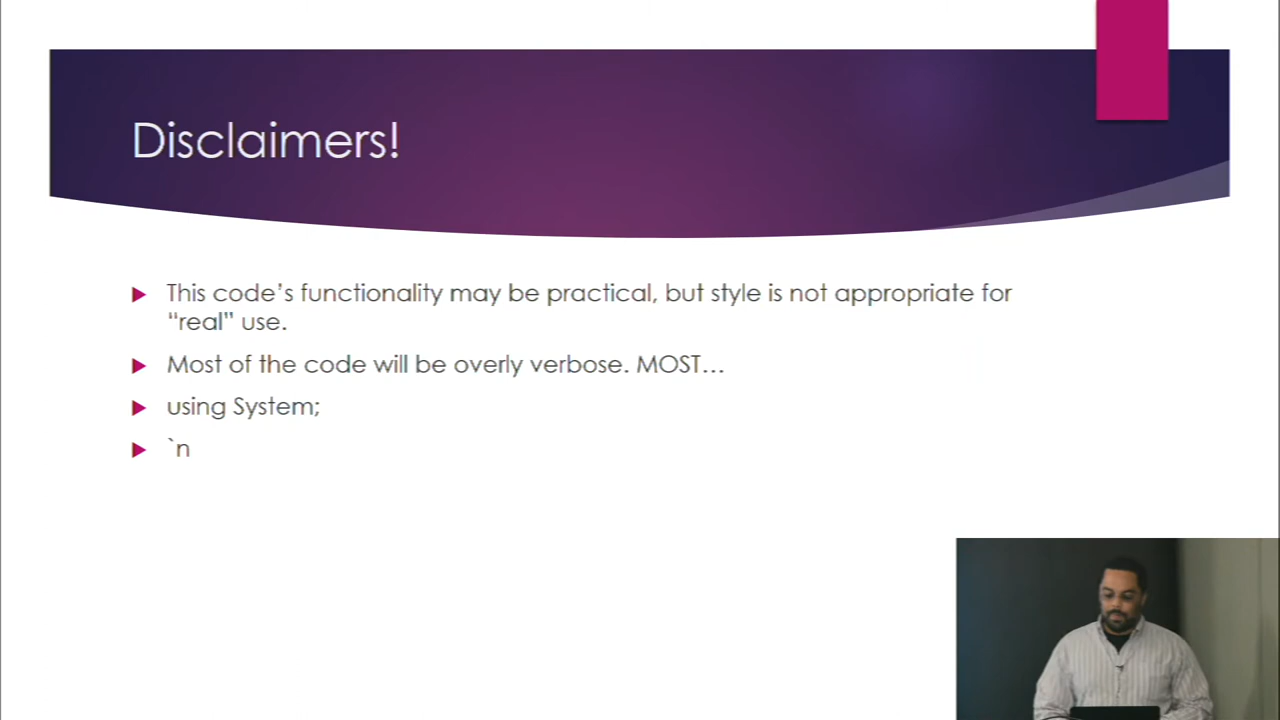 Disclaimers!
This code’s functionality may be practical, but style is not appropriate for
“real” use.
Most of the code will be overly verbose. MOST…
using System;
`n